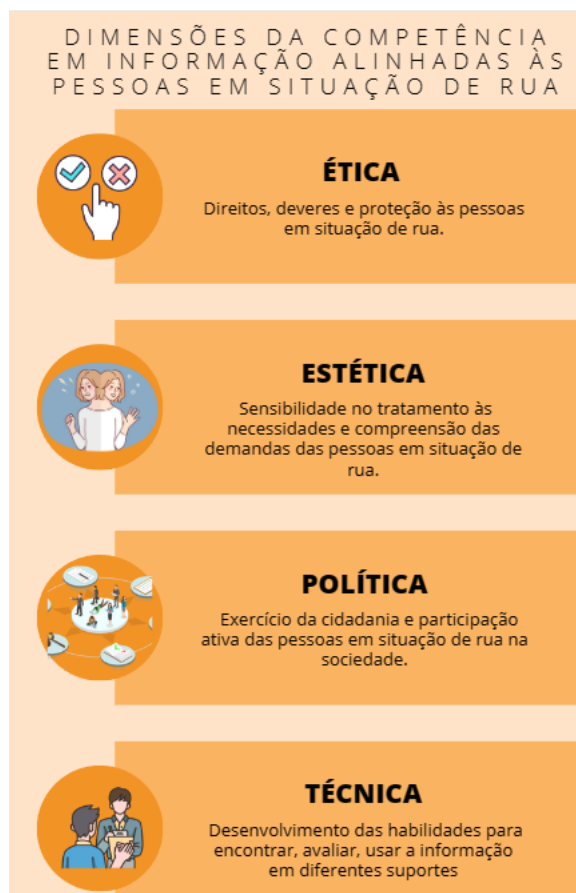 DIMENSÕES DA COMPETÊNCIA
EM INFORMAÇÃO ALINHADAS ÀS
PESSOAS EM SITUAÇÃO DE RUA
ÉTICA
Direitos, deveres e proteção às pessoas
em situação de rua.
ESTÉTICA
Sensibilidade no tratamento às
necessidades e compreensão das
demandas das pessoas em situação de
rua.
POLÍTICA
Exercício da cidadania e participação
ativa das pessoas em situação de rua na
sociedade.
TÉCNICA
Desenvolvimento das habilidades para
encontrar, avaliar, usar a informação
em diferentes suportes